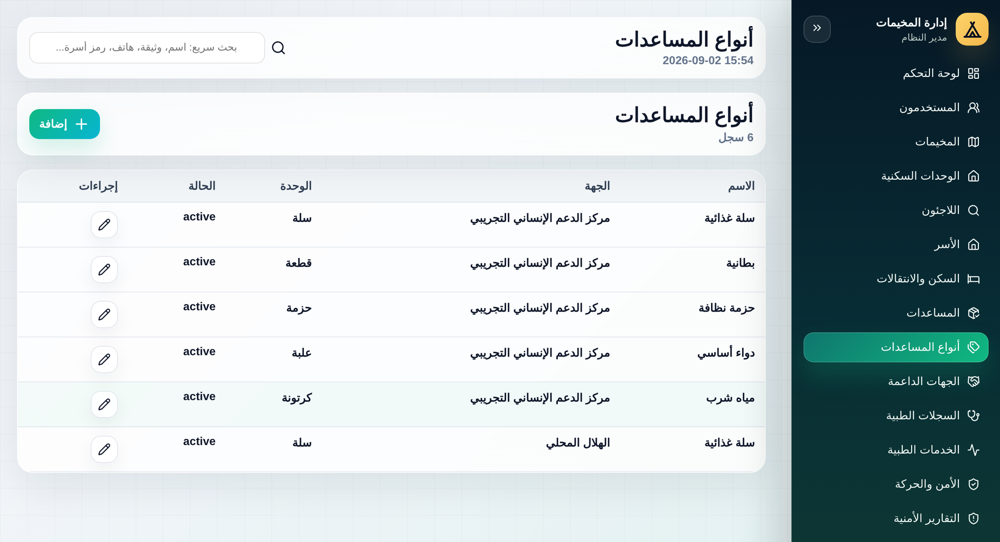 إدارة المخيمات
مدير النظام
لوحة التحكم
المستخدمون
المخيمات
الوحدات السكنية
اللاجئون
الأسر
السكن والانتقالات
المساعدات
أنواع المساعدات
الجهات الداعمة
السجلات الطبية
الخدمات الطبية
الأمن والحركة
التقارير الأمنية
أنواع المساعدات
2026-09-02 15:54
بحث سريع: اسم، وثيقة، هاتف، رمز أسرة...
أنواع المساعدات
6 سجل
إضافة
الاسم الجهة الوحدة الحالة إجراءات
سلة غذائية مركز الدعم الإنساني التجريبي سلة active
بطانية مركز الدعم الإنساني التجريبي قطعة active
حزمة نظافة مركز الدعم الإنساني التجريبي حزمة active
دواء أساسي مركز الدعم الإنساني التجريبي علبة active
مياه شرب مركز الدعم الإنساني التجريبي كرتونة active
سلة غذائية الهلال المحلي سلة active